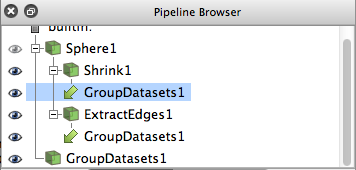 Pipeline Browser
builtin:
Sphere1
Shrink1
GroupDatasets1
ExtractEdges1
GroupDatasets1
GroupDatasets1